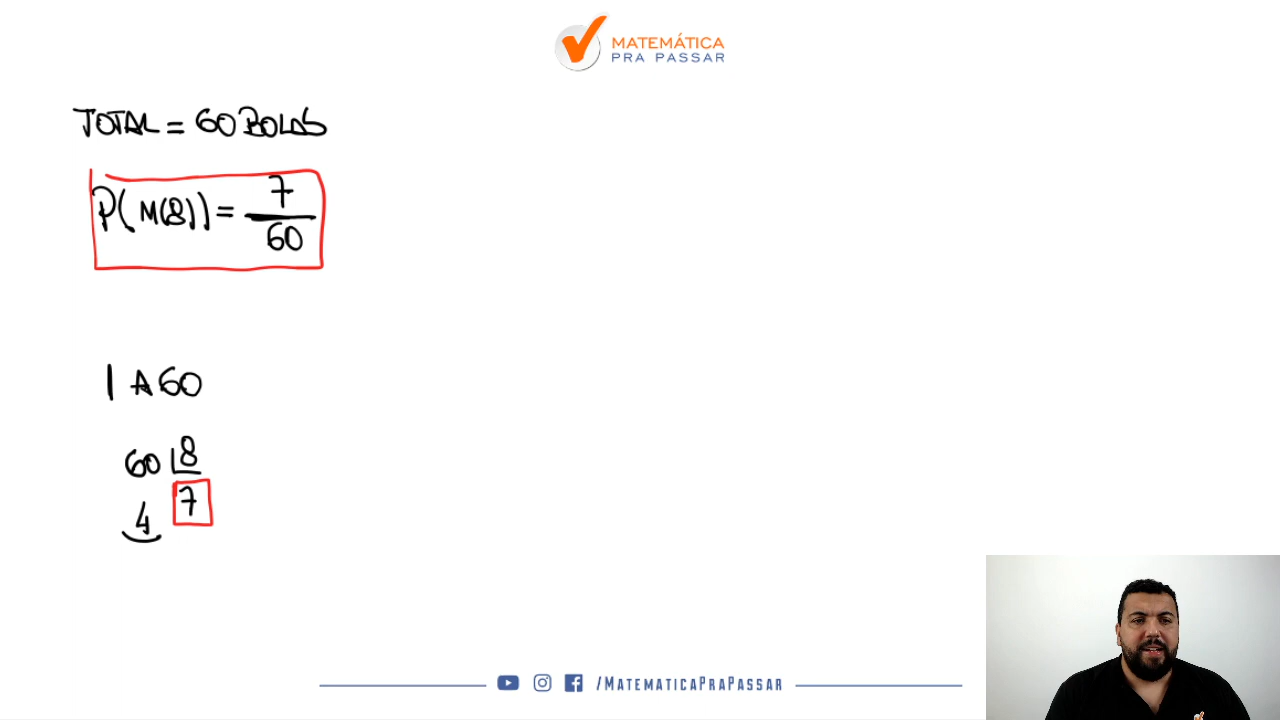 MATEMÁTICA
PRA PASSAR
TOTAL = 60 BOLAS
P(M(8)) = 7/60
1 A 60
60 | 8
4 7
/MATEMATICAPRAPASSAR